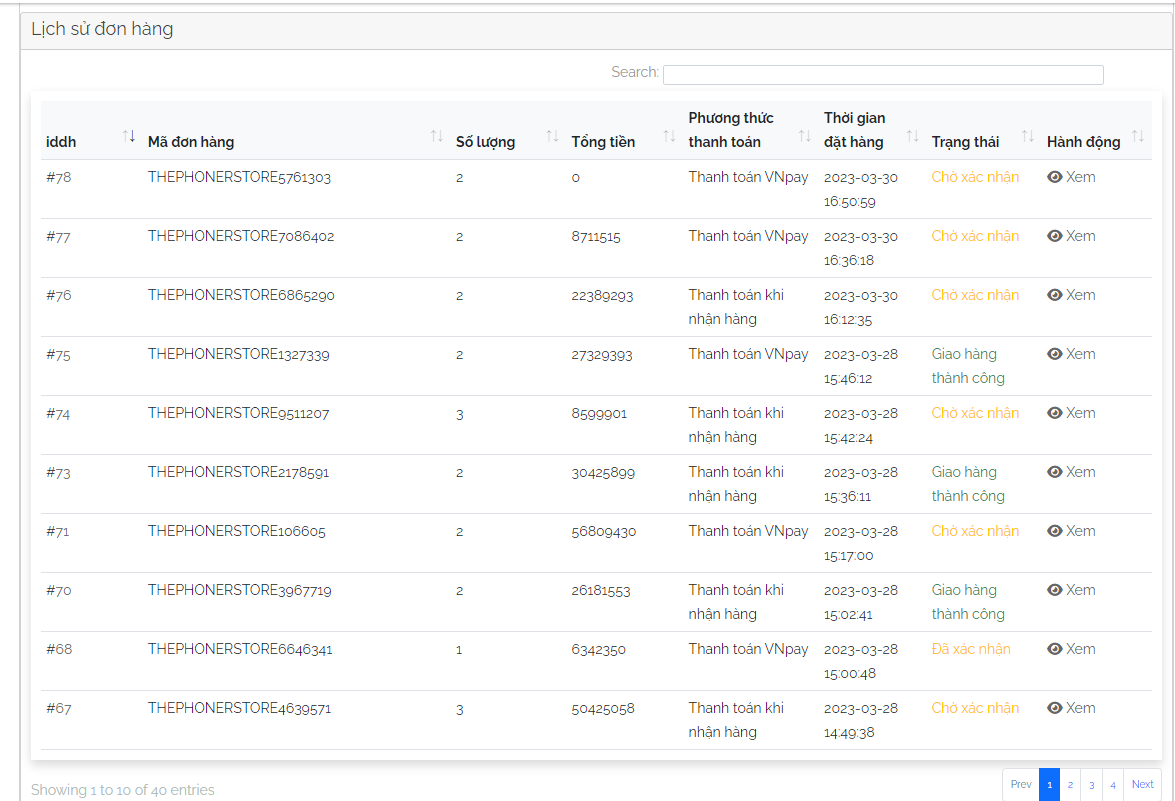 Lịch sử đơn hàng
Search:
iddh Mã đơn hàng Số lượng Tổng tiền Phương thức thanh toán Thời gian đặt hàng Trạng thái Hành động
#78 THEPHONERSTORE5761303 2 0 Thanh toán VNpay 2023-03-30 16:50:59 Chờ xác nhận Xem
#77 THEPHONERSTORE7086402 2 8711515 Thanh toán VNpay 2023-03-30 16:36:18 Chờ xác nhận Xem
#76 THEPHONERSTORE6865290 2 22389293 Thanh toán khi nhận hàng 2023-03-30 16:12:35 Chờ xác nhận Xem
#75 THEPHONERSTORE1327339 2 27329393 Thanh toán VNpay 2023-03-28 15:46:12 Giao hàng thành công Xem
#74 THEPHONERSTORE9511207 3 8599901 Thanh toán khi nhận hàng 2023-03-28 15:42:24 Chờ xác nhận Xem
#73 THEPHONERSTORE2178591 2 30425899 Thanh toán khi nhận hàng 2023-03-28 15:36:11 Giao hàng thành công Xem
#71 THEPHONERSTORE106605 2 56809430 Thanh toán VNpay 2023-03-28 15:17:00 Chờ xác nhận Xem
#70 THEPHONERSTORE3967719 2 26181553 Thanh toán khi nhận hàng 2023-03-28 15:02:41 Giao hàng thành công Xem
#68 THEPHONERSTORE6646341 1 6342350 Thanh toán VNpay 2023-03-28 15:00:48 Đã xác nhận Xem
#67 THEPHONERSTORE4639571 3 50425058 Thanh toán khi nhận hàng 2023-03-28 14:49:38 Chờ xác nhận Xem
Showing 1 to 10 of 40 entries
Prev 1 2 3 4 Next